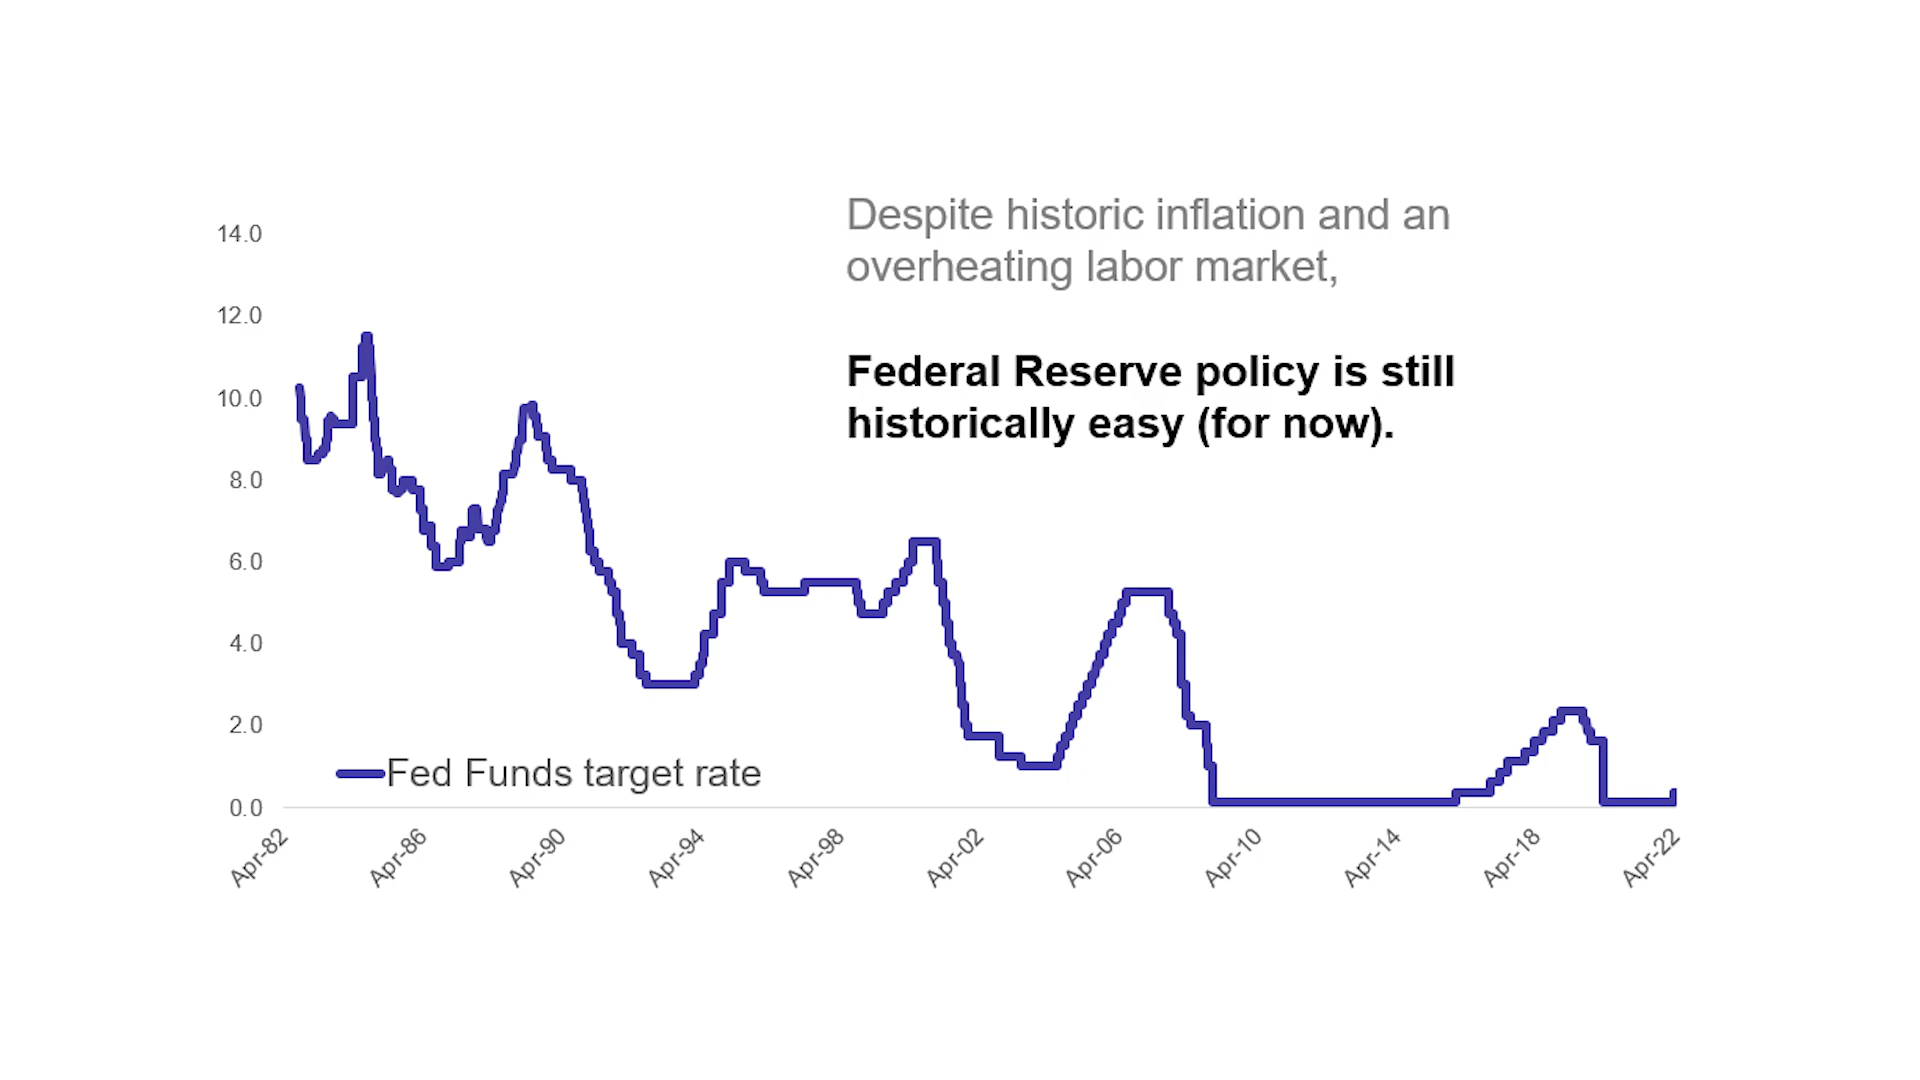 Despite historic inflation and an
overheating labor market,
Federal Reserve policy is still
historically easy (for now).
14.0
12.0
10.0
8.0
6.0
4.0
2.0
0.0
Fed Funds target rate
Apr-82
Apr-86
Apr-90
Apr-94
Apr-98
Apr-02
Apr-06
Apr-10
Apr-14
Apr-18
Apr-22